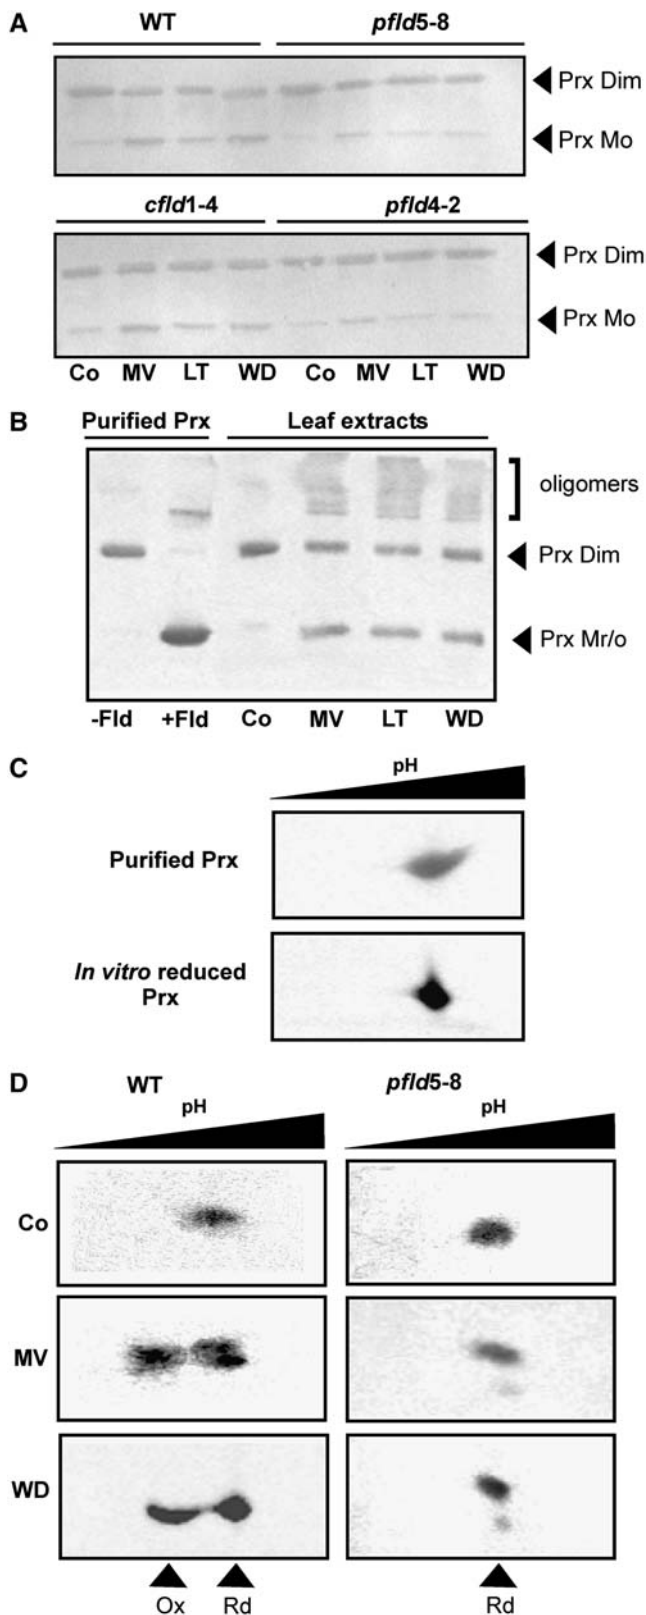 A
WT pfld5-8
Prx Dim
Prx Mo
cfld1-4 pfld4-2
Prx Dim
Prx Mo
Co MV LT WD Co MV LT WD
B
Purified Prx Leaf extracts
oligomers
Prx Dim
Prx Mr/o
-Fld +Fld Co MV LT WD
C
pH
Purified Prx
In vitro reduced
Prx
D
WT pfld5-8
pH pH
Co
MV
WD
Ox Rd Rd